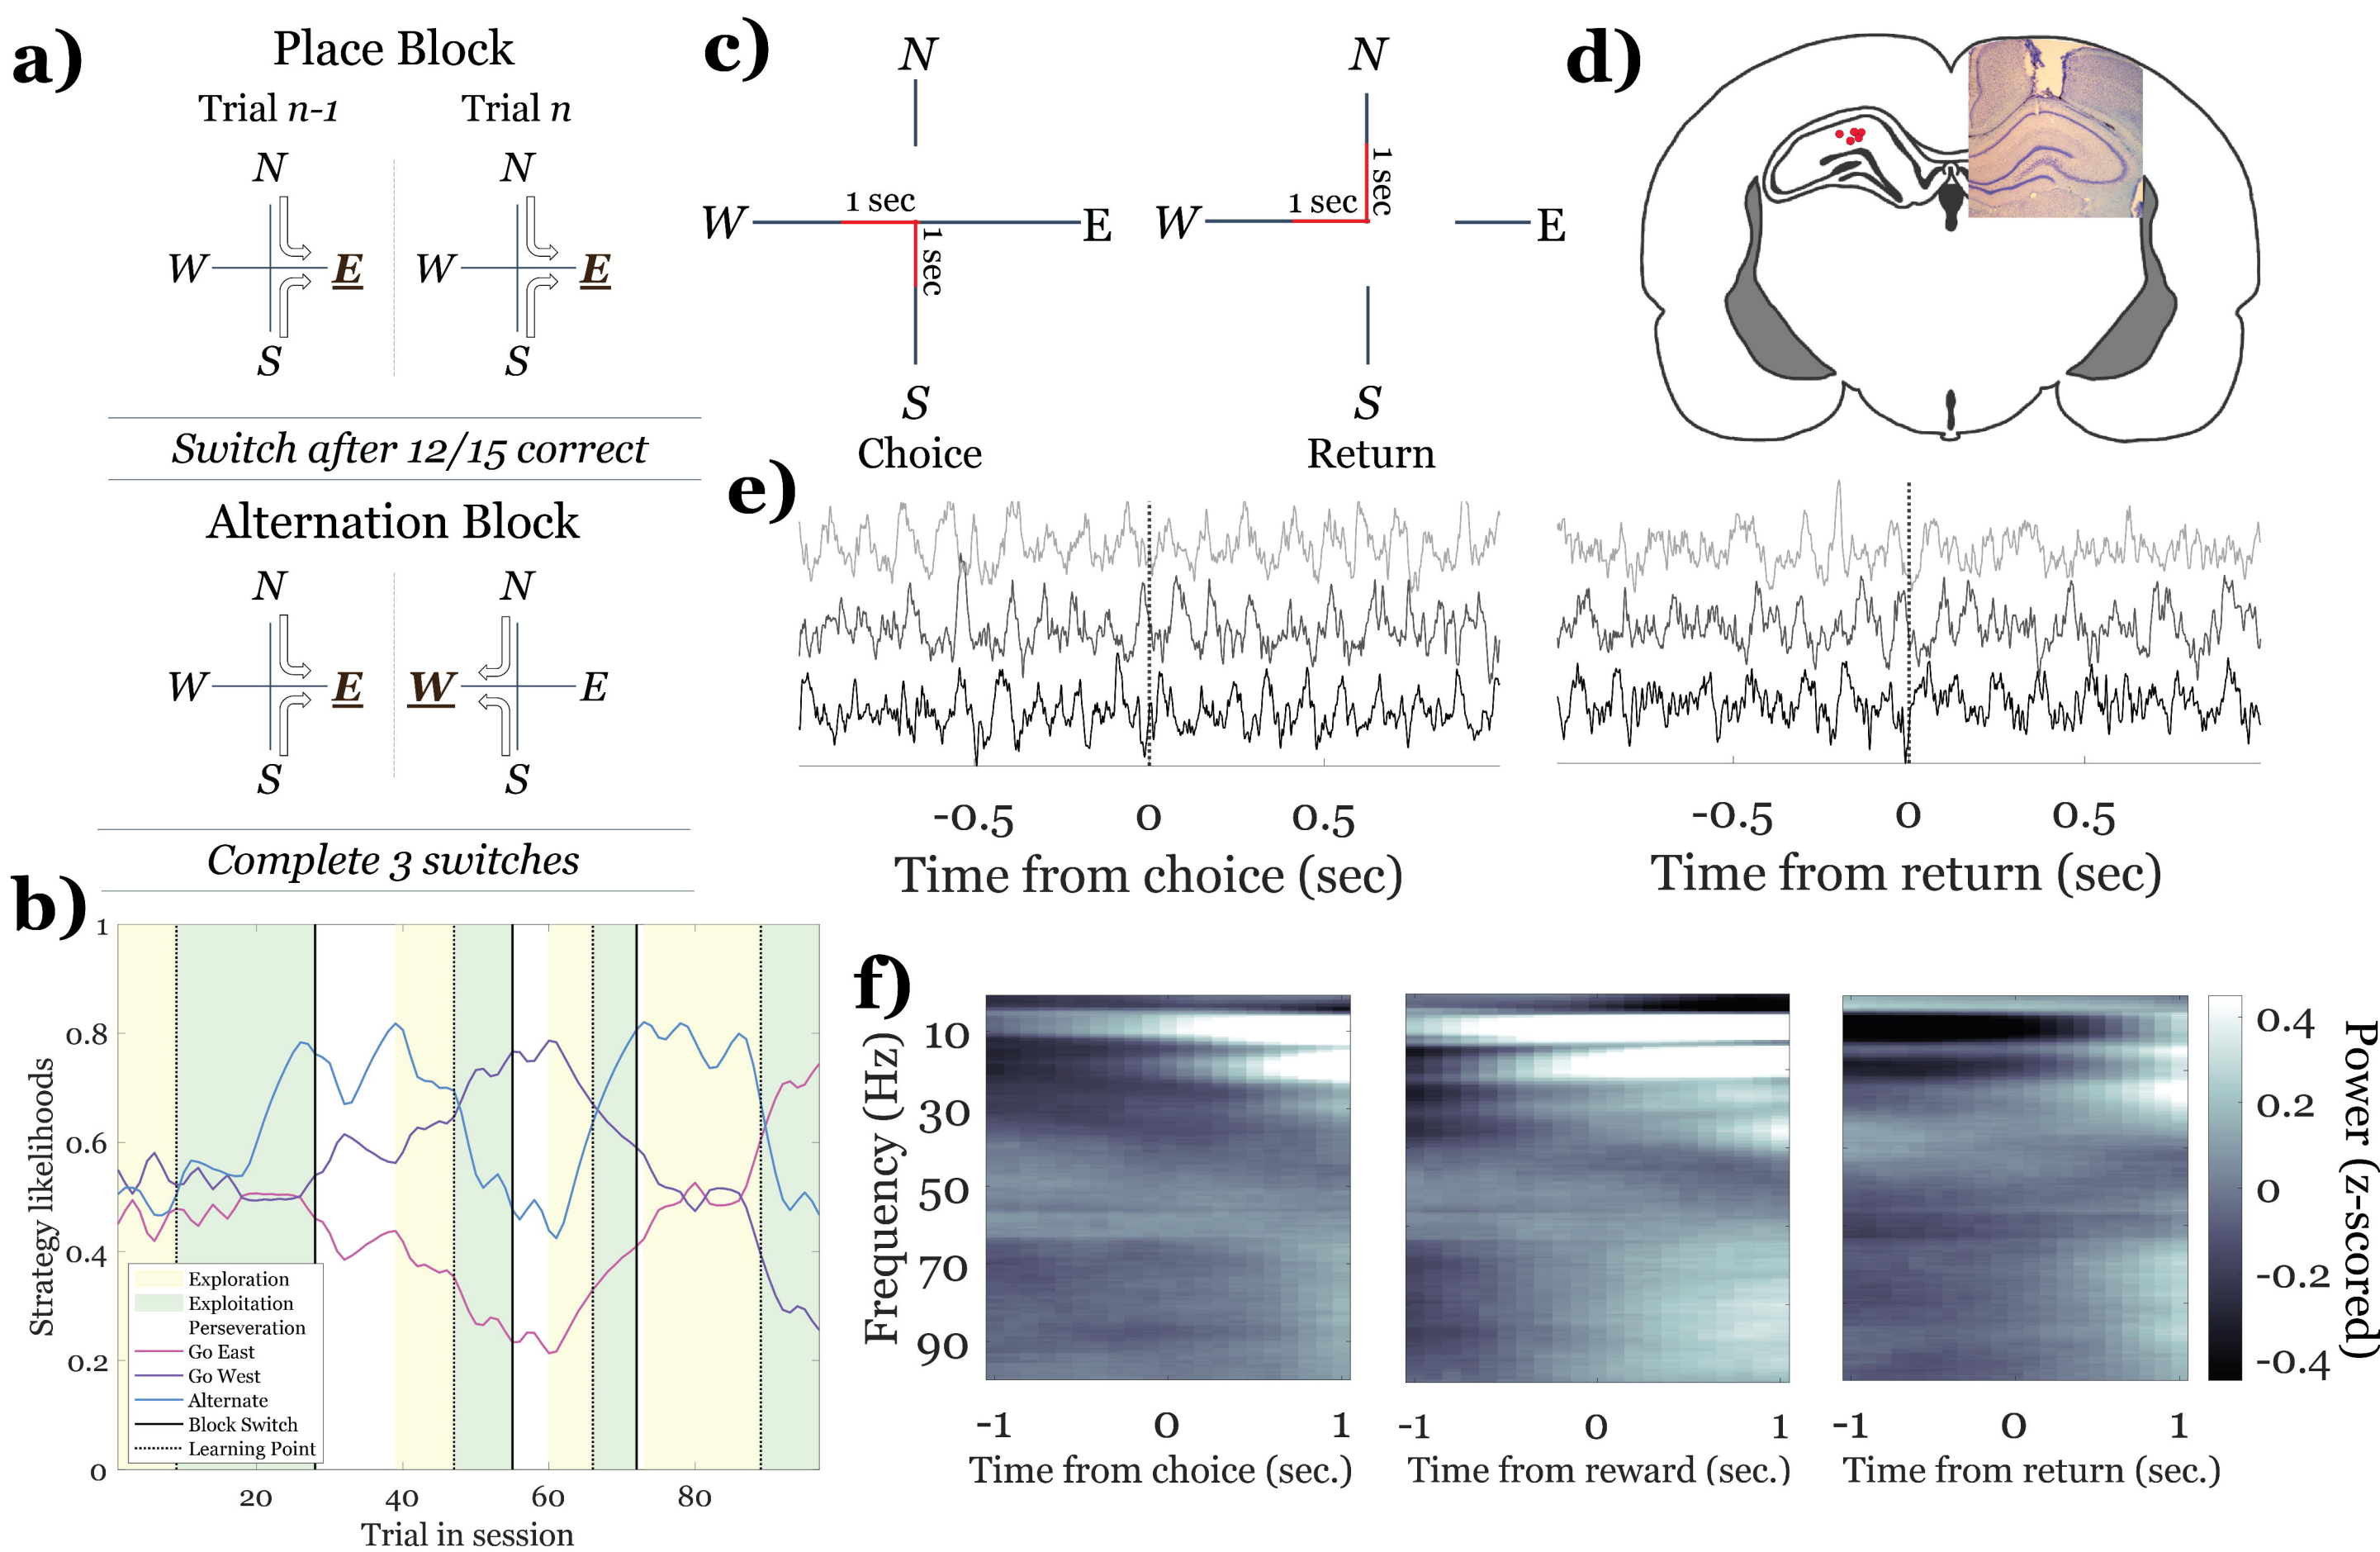 a)
Place Block
Trial n-1
Trial n
N
N
W
E
W
E
S
S
Switch after 12/15 correct
Alternation Block
N
N
W
E
W
E
S
S
Complete 3 switches
b)
1
0.8
0.6
0.4
0.2
0
Strategy likelihoods
Exploration
Exploitation
Perseveration
Go East
Go West
Alternate
Block Switch
Learning Point
20
40
60
80
Trial in session
c)
N
W
1 sec
1 sec
E
S
Choice
N
W
1 sec
1 sec
E
S
Return
d)
e)
-0.5
0
0.5
Time from choice (sec)
-0.5
0
0.5
Time from return (sec)
f)
Frequency (Hz)
10
30
50
70
90
-1
0
1
Time from choice (sec.)
-1
0
1
Time from reward (sec.)
-1
0
1
Time from return (sec.)
0.4
0.2
0
-0.2
-0.4
Power (z-scored)